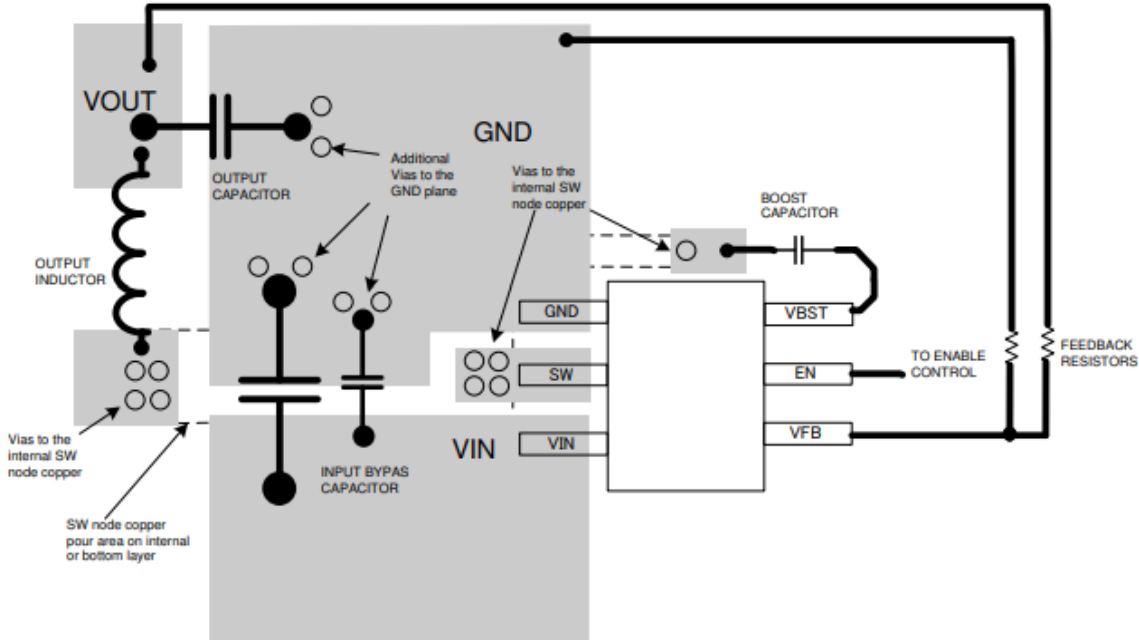 VOUT
OUTPUT
CAPACITOR
Additional
Vias to the
GND plane
GND
Vias to the
internal SW
node copper
BOOST
CAPACITOR
OUTPUT
INDUCTOR
GND
VBST
SW
EN
VIN
VFB
TO ENABLE
CONTROL
FEEDBACK
RESISTORS
Vias to the
internal SW
node copper
VIN
INPUT BYPAS
CAPACITOR
SW node copper
pour area on internal
or bottom layer